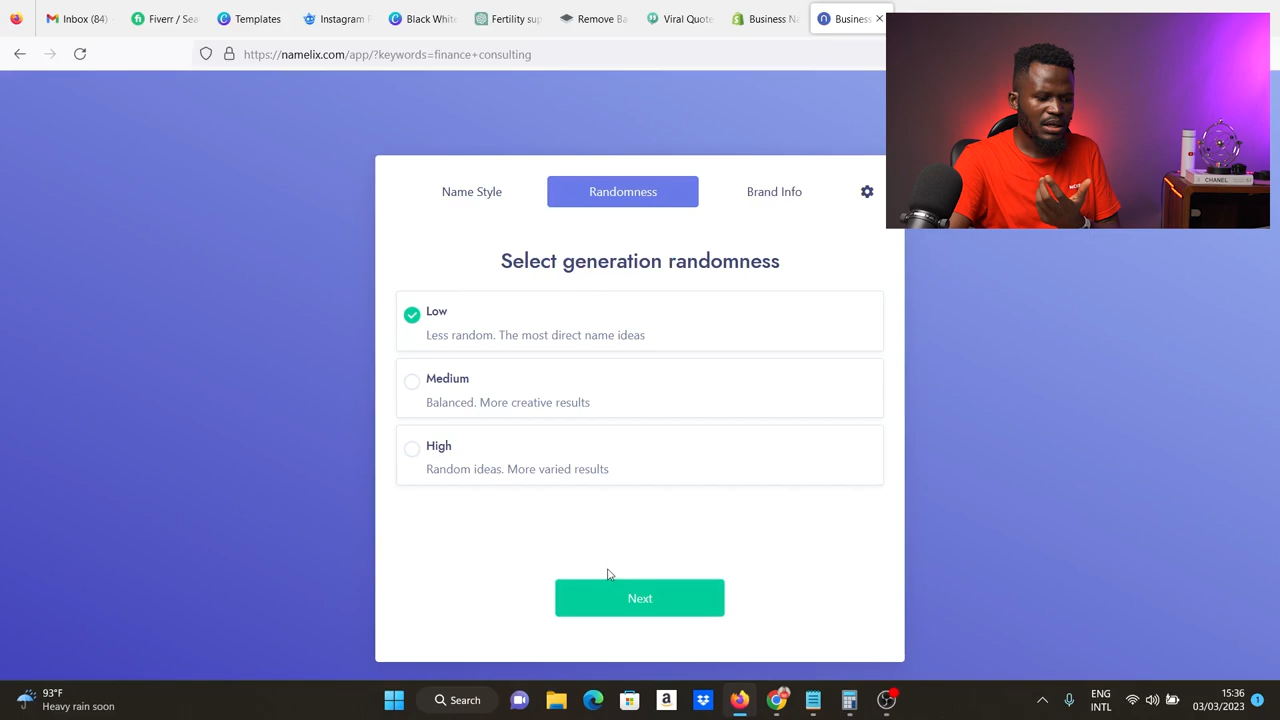 Inbox (84)
Fiverr / Sea
Templates
Instagram F
Black White
Fertility sup
Remove Ba
Viral Quote
Business N
Business
https://namelix.com/app/?keywords=finance+consulting
Name Style
Randomness
Brand Info
Select generation randomness
Low
Less random. The most direct name ideas
Medium
Balanced. More creative results
High
Random ideas. More varied results
Next
CHANEL
93°F
Heavy rain soon
Search
ENG
INTL
15:36
03/03/2023
1